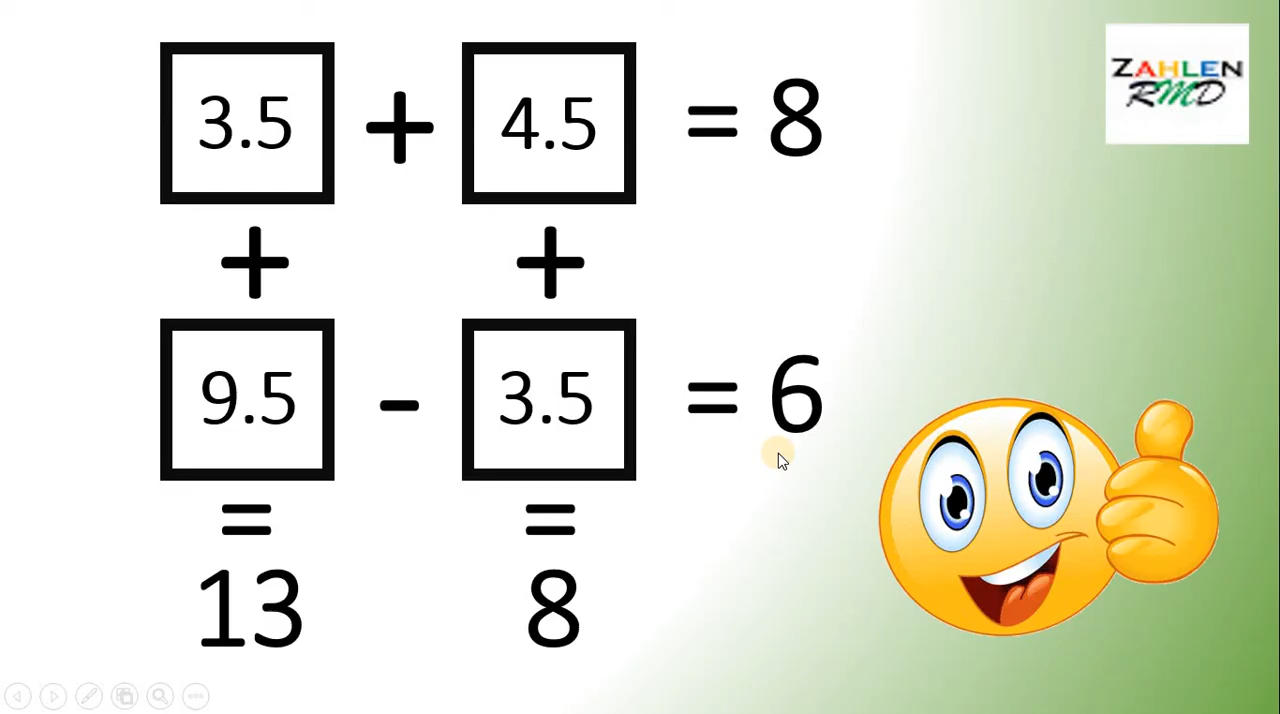 3.5 + 4.5 = 8
+ +
9.5 - 3.5 = 6
= =
13 8
ZAHLEN
RMD